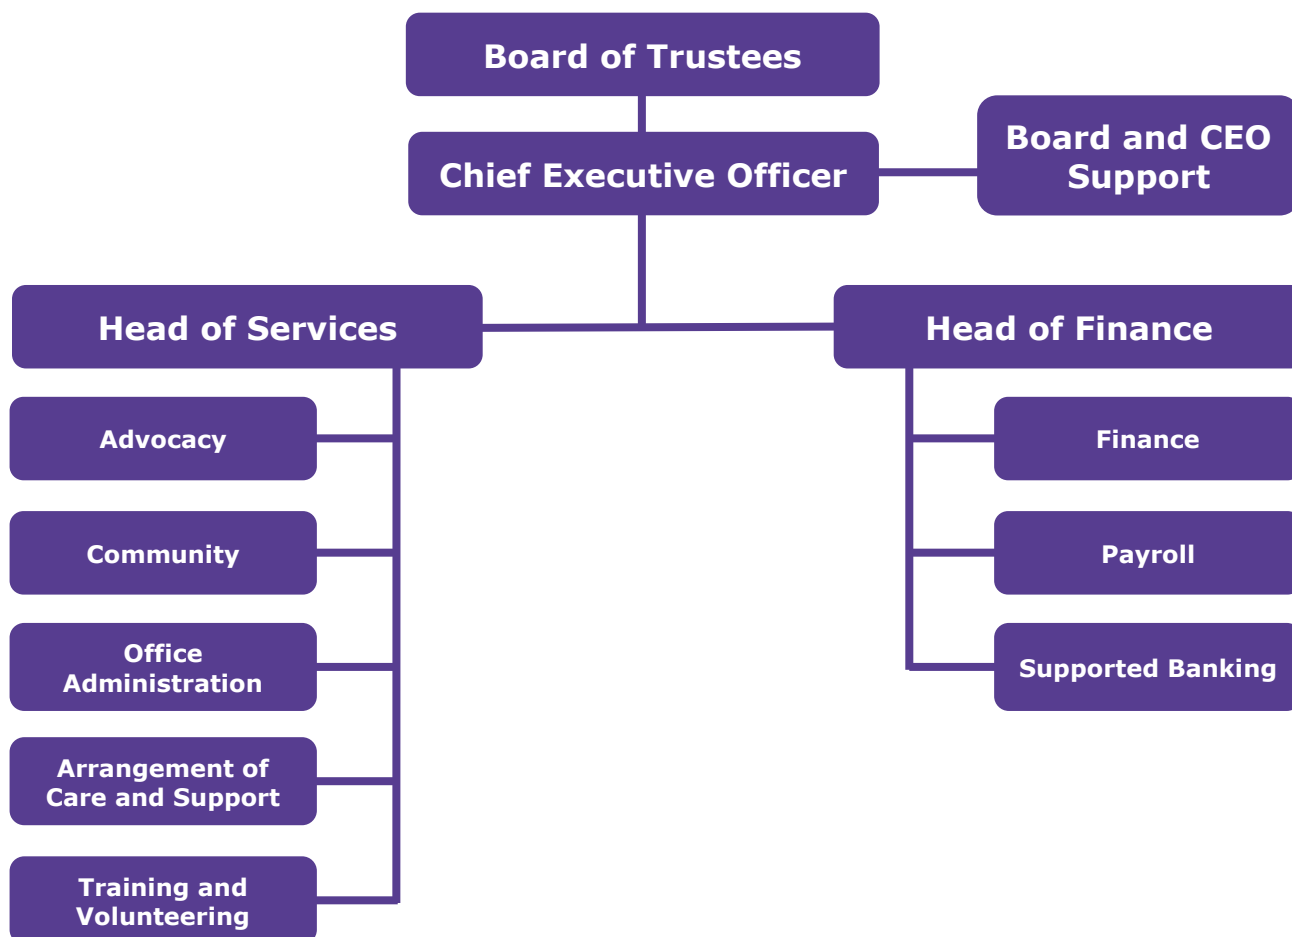 Board of Trustees
Board and CEO
Support
Chief Executive Officer
Head of Services
Head of Finance
Advocacy
Finance
Community
Payroll
Office
Administration
Supported Banking
Arrangement of
Care and Support
Training and
Volunteering